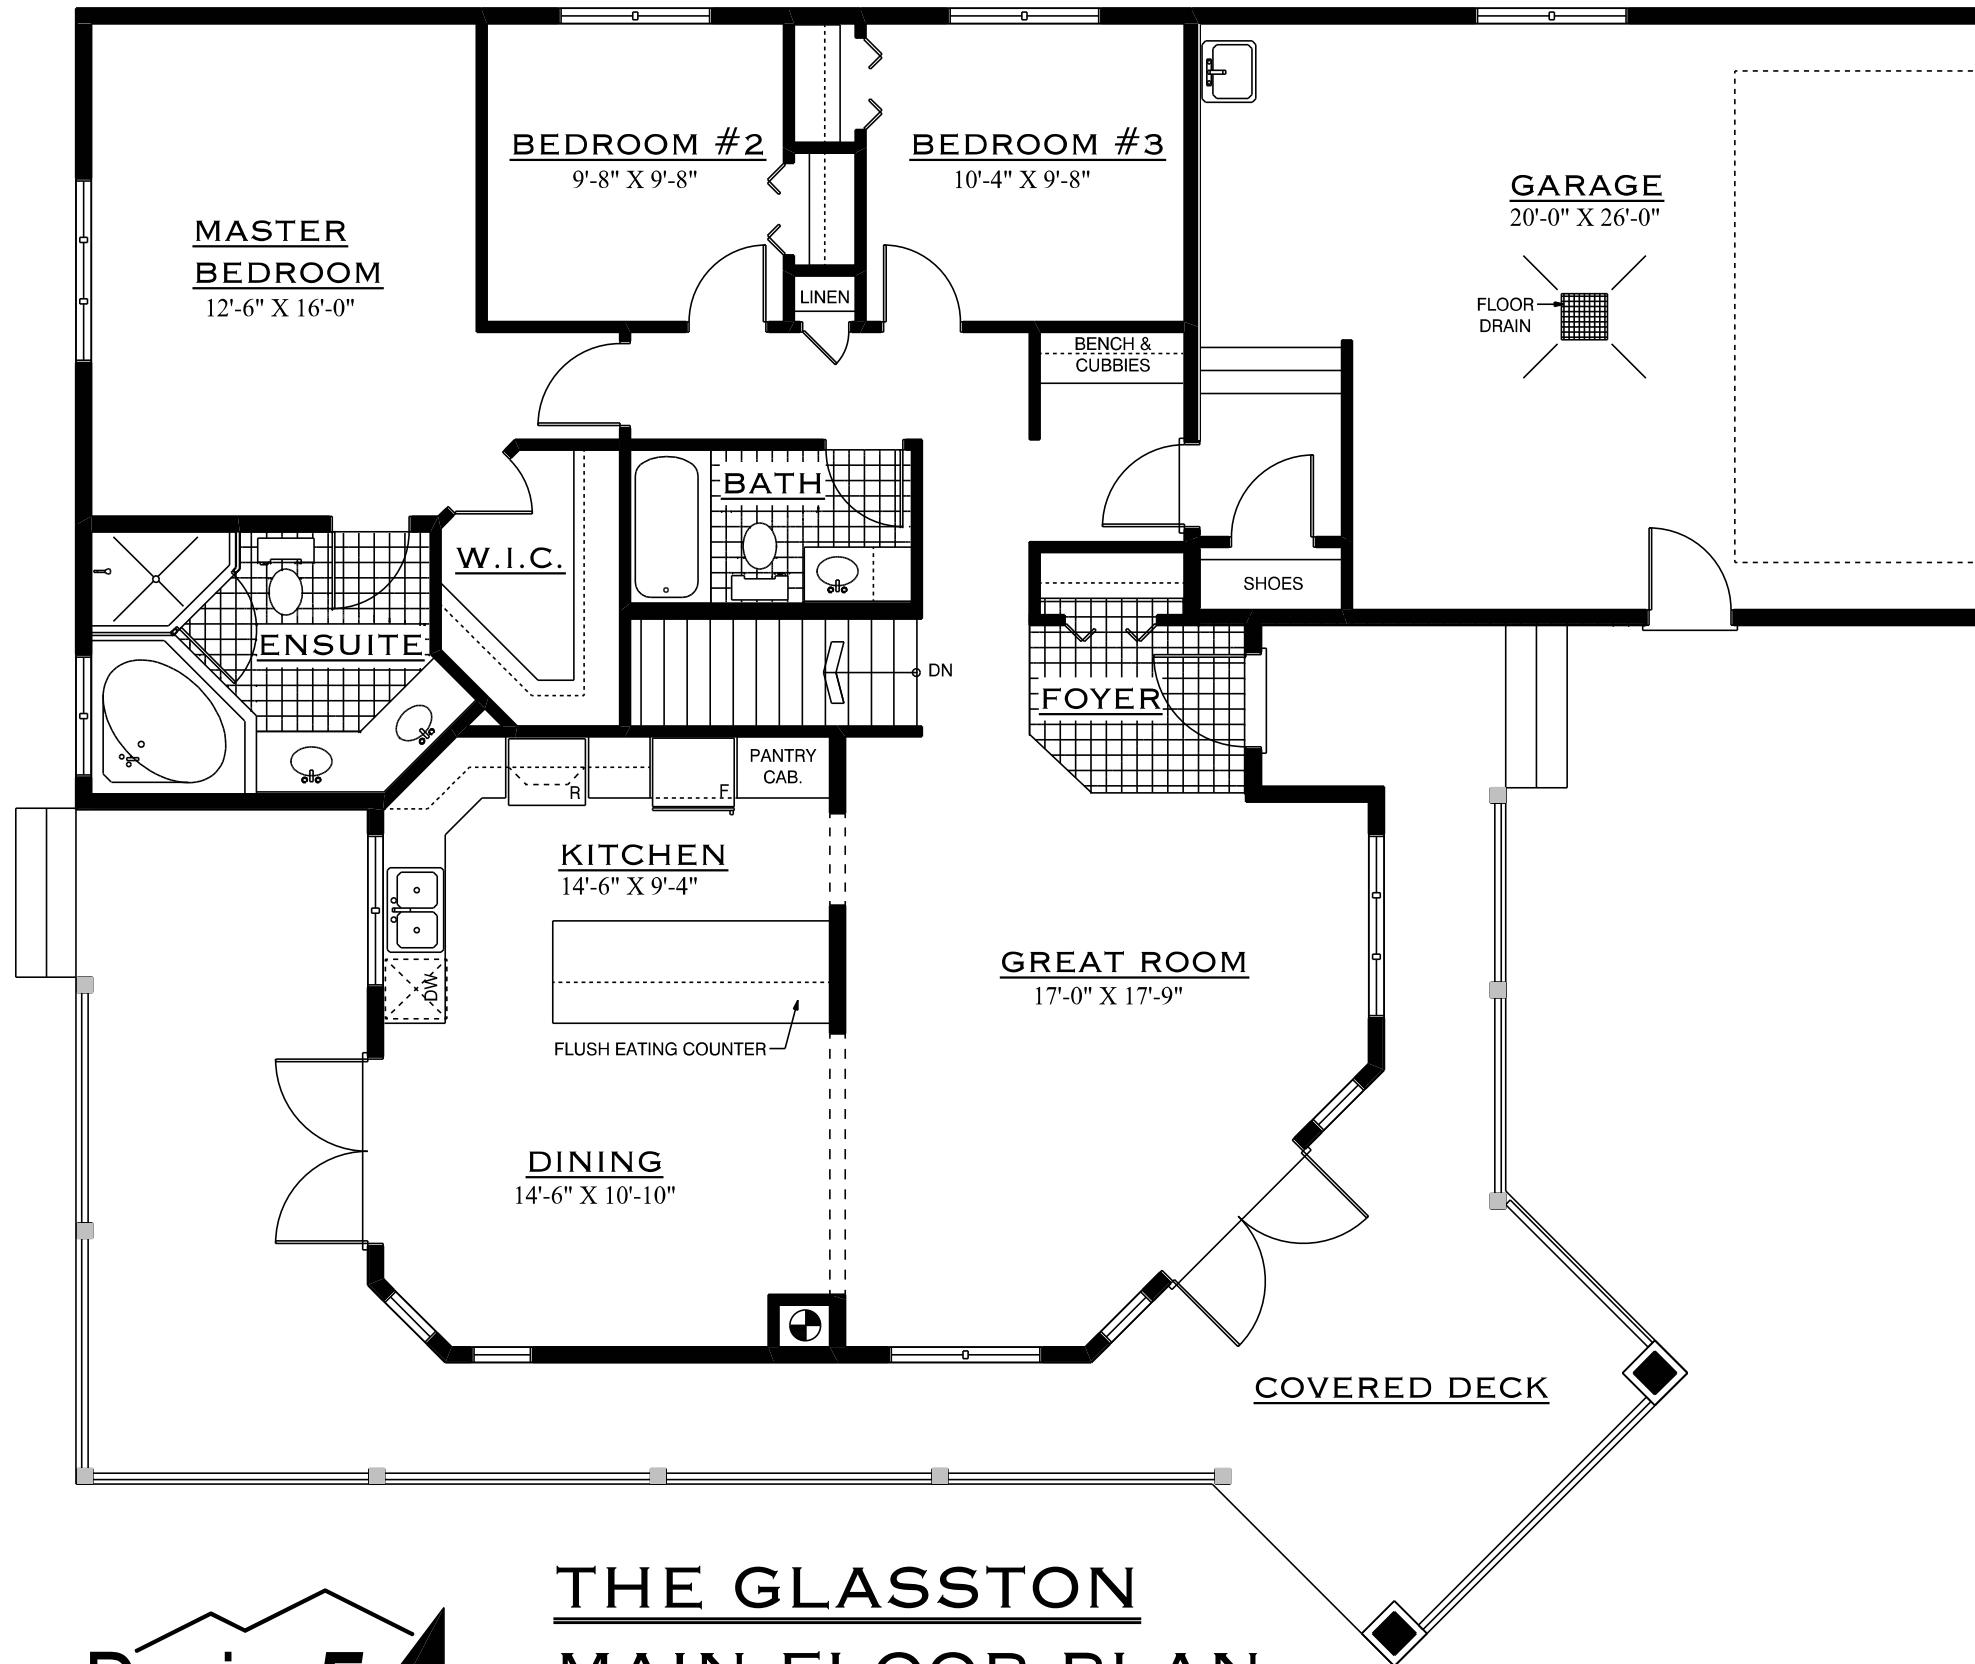 BEDROOM #2
9'-8" X 9'-8"
BEDROOM #3
10'-4" X 9'-8"
GARAGE
20'-0" X 26'-0"
MASTER
BEDROOM
12'-6" X 16'-0"
LINEN
FLOOR
DRAIN
BENCH &
CUBBIES
BATH
W.I.C.
SHOES
ENSUITE
DN
FOYER
PANTRY
CAB.
R
F
KITCHEN
14'-6" X 9'-4"
DW
GREAT ROOM
17'-0" X 17'-9"
FLUSH EATING COUNTER
DINING
14'-6" X 10'-10"
COVERED DECK
THE GLASSTON
MAIN FLOOR PLAN